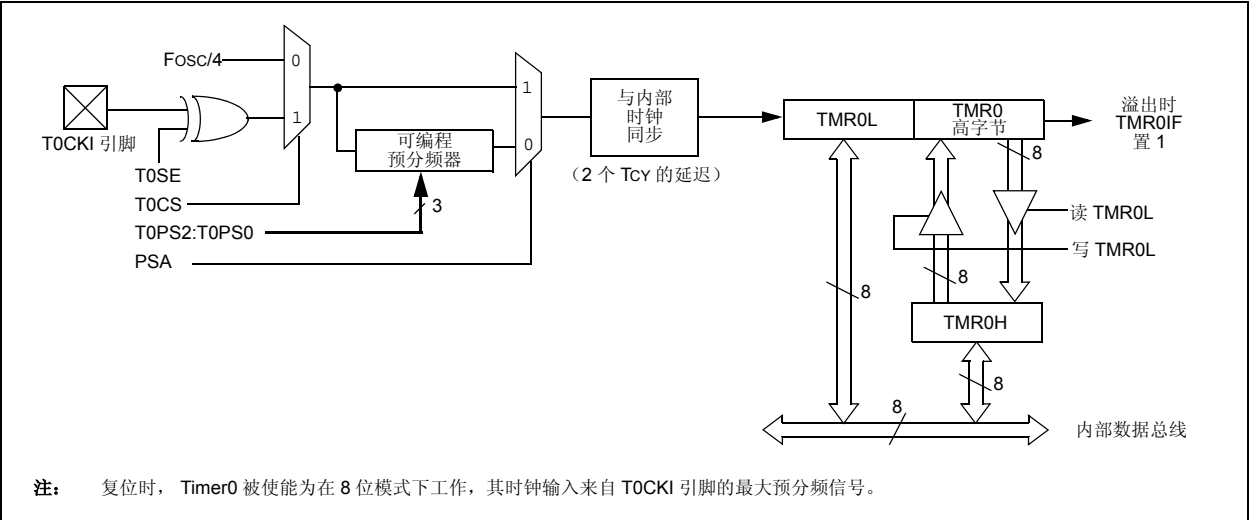 FOSC/4
0
1
T0CKI 引脚
T0SE
T0CS
T0PS2:T0PS0
PSA
可编程
预分频器
3
1
0
与内部
时钟
同步
（2 个 TCY 的延迟）
TMR0L
TMR0
高字节
溢出时
TMR0IF
置 1
8
读 TMR0L
写 TMR0L
8
8
TMR0H
8
8
内部数据总线
注： 复位时， Timer0 被使能为在 8 位模式下工作，其时钟输入来自 T0CKI 引脚的最大预分频信号。